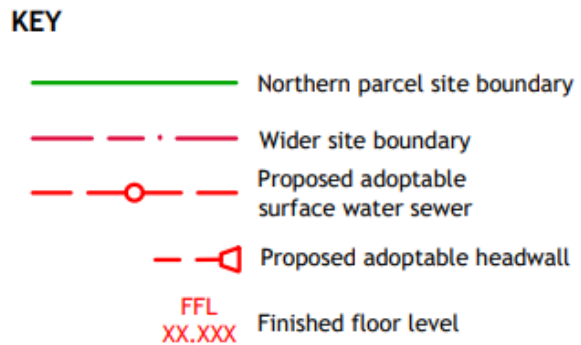 KEY
Northern parcel site boundary
Wider site boundary
Proposed adoptable
surface water sewer
Proposed adoptable headwall
FFL
XX.XXX
Finished floor level